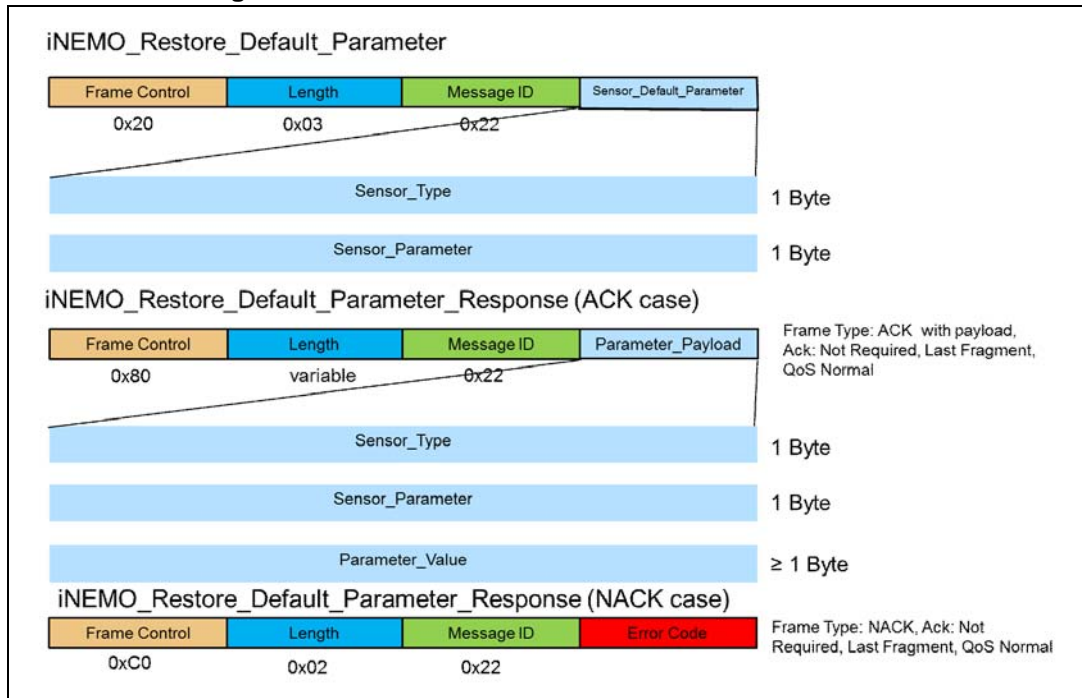 iNEMO_Restore_Default_Parameter
Frame Control Length Message ID Sensor_Default_Parameter
0x20 0x03 0x22
Sensor_Type 1 Byte
Sensor_Parameter 1 Byte
iNEMO_Restore_Default_Parameter_Response (ACK case)
Frame Control Length Message ID Parameter_Payload
0x80 variable 0x22
Frame Type: ACK with payload,
Ack: Not Required, Last Fragment,
QoS Normal
Sensor_Type 1 Byte
Sensor_Parameter 1 Byte
Parameter_Value ≥ 1 Byte
iNEMO_Restore_Default_Parameter_Response (NACK case)
Frame Control Length Message ID Error Code
0xC0 0x02 0x22
Frame Type: NACK, Ack: Not
Required, Last Fragment, QoS Normal